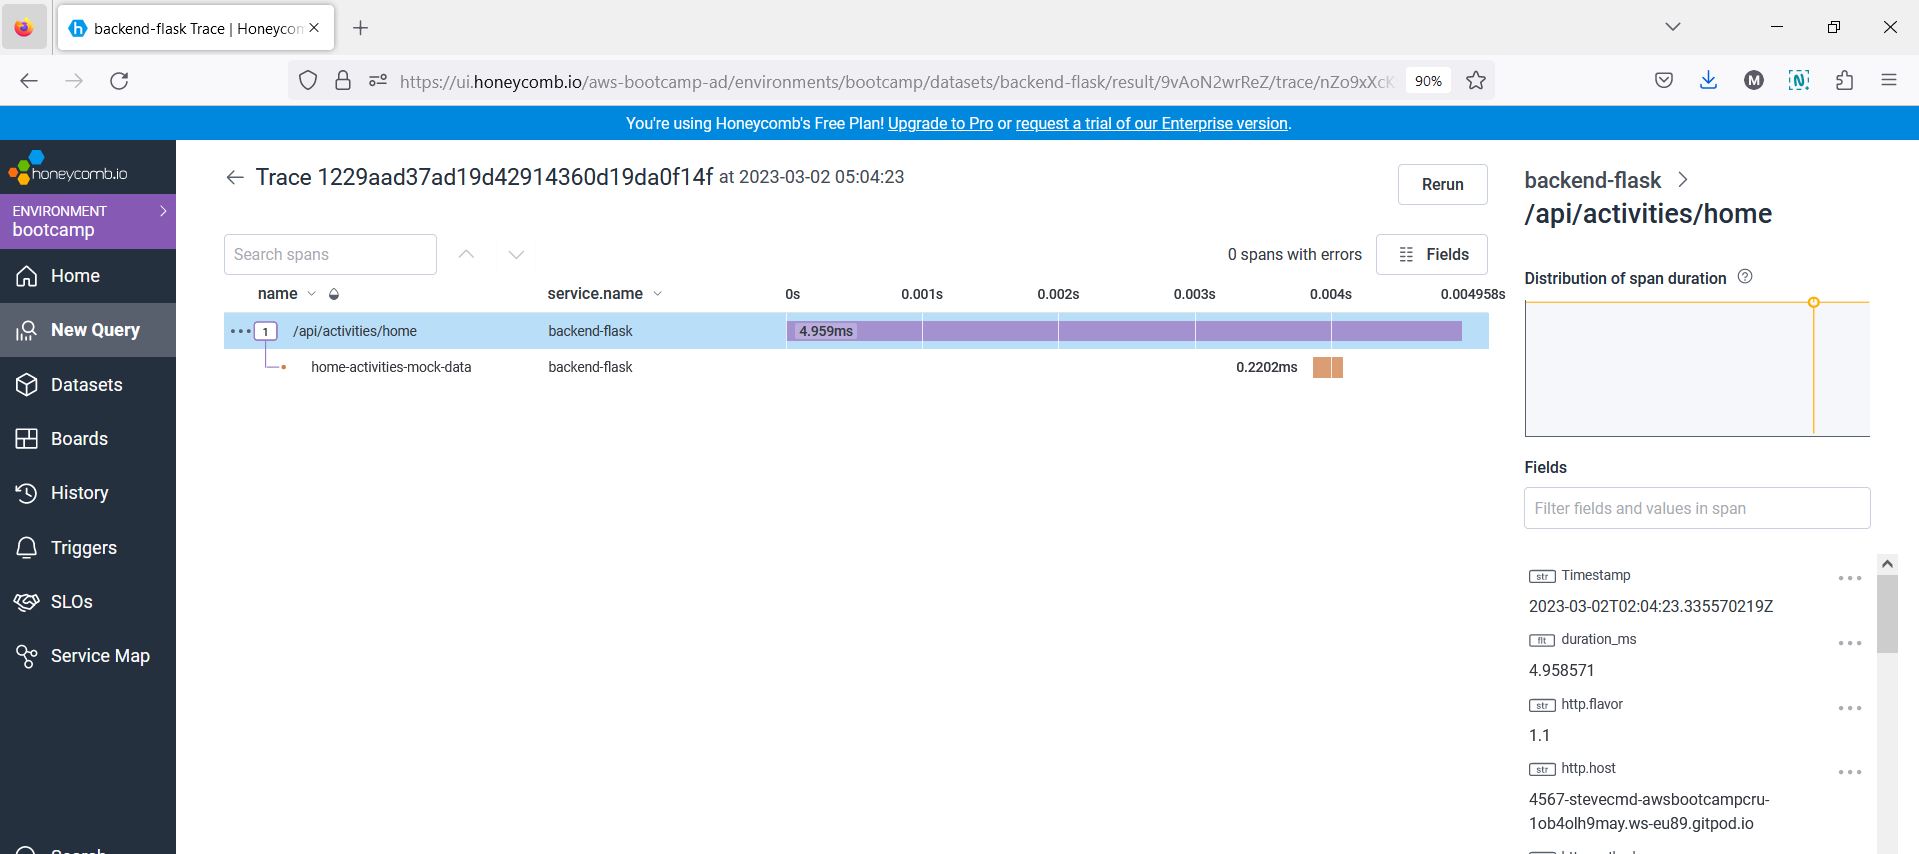 backend-flask Trace | Honeycom
https://ui.honeycomb.io/aws-bootcamp-ad/environments/bootcamp/datasets/backend-flask/result/9vAoN2wrReZ/trace/nZo9xXcK
90%
M
N
You're using Honeycomb's Free Plan! Upgrade to Pro or request a trial of our Enterprise version.
honeycomb.io
ENVIRONMENT
bootcamp
Home
New Query
Datasets
Boards
History
Triggers
SLOs
Service Map
Search
Trace 1229aad37ad19d42914360d19da0f14f at 2023-03-02 05:04:23
Rerun
Search spans
0 spans with errors
Fields
name service.name 0s 0.001s 0.002s 0.003s 0.004s 0.004958s
1 /api/activities/home backend-flask 4.959ms
home-activities-mock-data backend-flask 0.2202ms
backend-flask
/api/activities/home
Distribution of span duration
Fields
Filter fields and values in span
str Timestamp
2023-03-02T02:04:23.335570219Z
flt duration_ms
4.958571
str http.flavor
1.1
str http.host
4567-stevecmd-awsbootcampcru-
1ob4olh9may.ws-eu89.gitpod.io